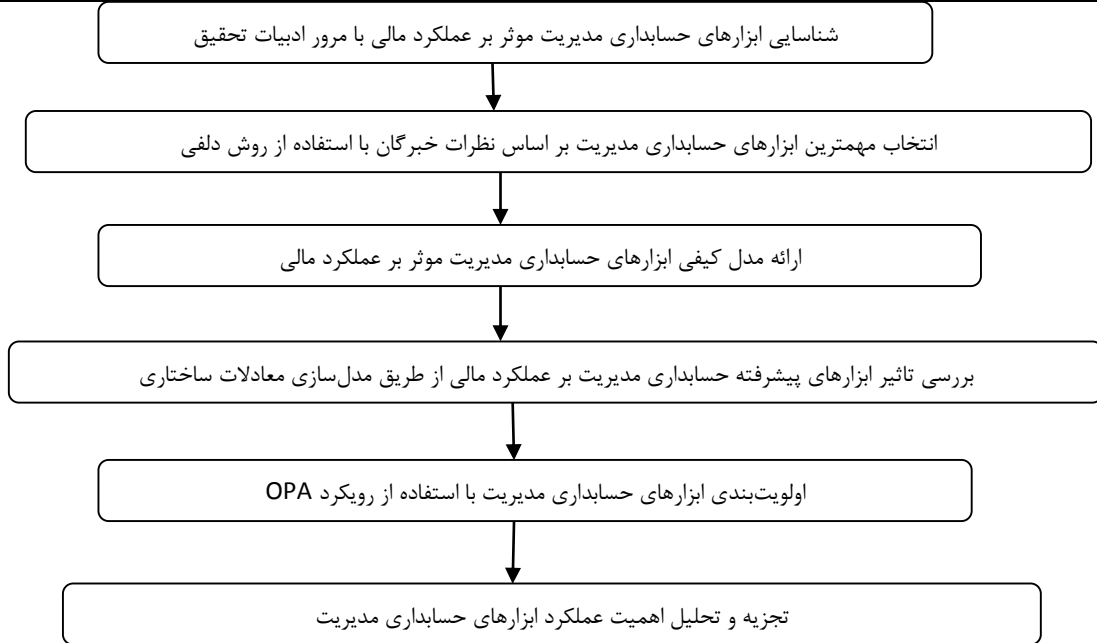 شناسایی ابزارهای حسابداری مدیریت موثر بر عملکرد مالی با مرور ادبیات تحقیق
انتخاب مهمترین ابزارهای حسابداری مدیریت بر اساس نظرات خبرگان با استفاده از روش دلفی
ارائه مدل کیفی ابزارهای حسابداری مدیریت موثر بر عملکرد مالی
بررسی تاثیر ابزارهای پیشرفته حسابداری مدیریت بر عملکرد مالی از طریق مدل‌سازی معادلات ساختاری
اولویت‌بندی ابزارهای حسابداری مدیریت با استفاده از رویکرد OPA
تجزیه و تحلیل اهمیت عملکرد ابزارهای حسابداری مدیریت